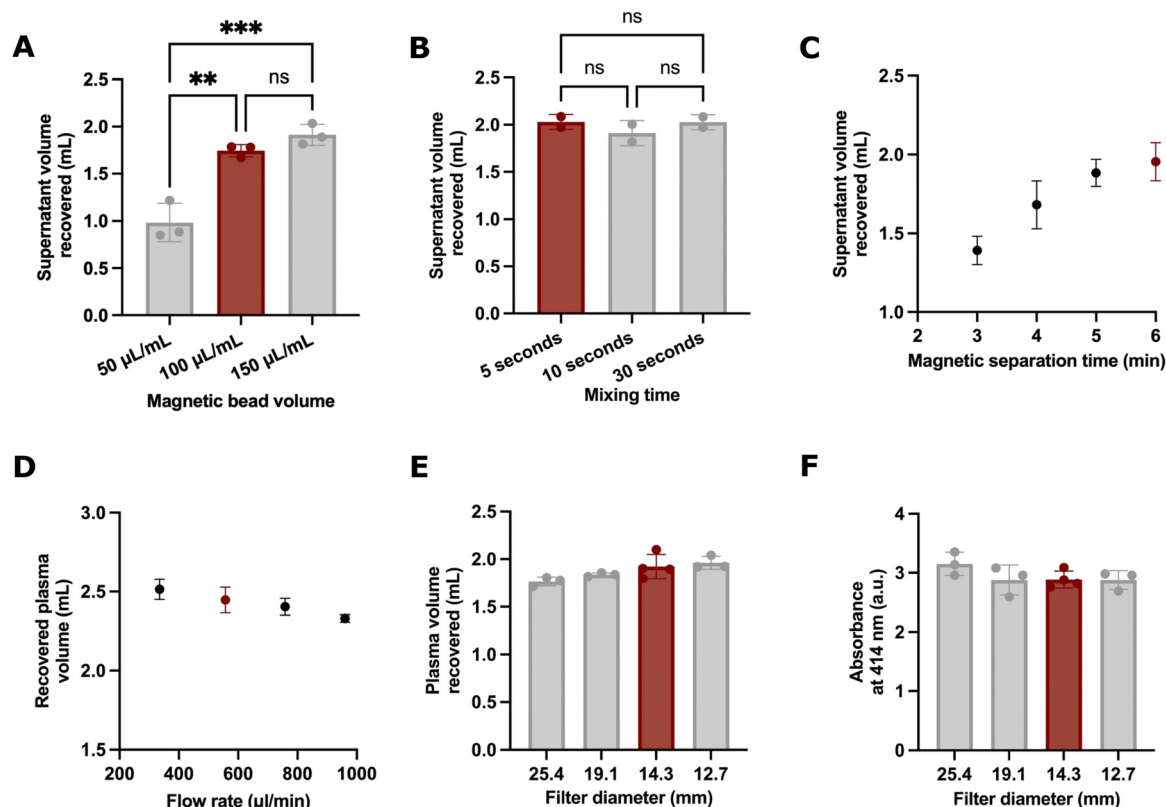 A
***
**
ns
2.5
2.0
1.5
1.0
0.5
0.0
Supernatant volume
recovered (mL)
50 µL/mL
100 µL/mL
150 µL/mL
Magnetic bead volume
B
ns
ns
ns
2.5
2.0
1.5
1.0
0.5
0.0
Supernatant volume
recovered (mL)
5 seconds
10 seconds
30 seconds
Mixing time
C
2.5
2.0
1.5
1.0
Supernatant volume
recovered (mL)
2 3 4 5 6
Magnetic separation time (min)
D
3.0
2.5
2.0
1.5
Recovered plasma
volume (mL)
200 400 600 800 1000
Flow rate (µl/min)
E
2.5
2.0
1.5
1.0
0.5
0.0
Plasma volume
recovered (mL)
25.4 19.1 14.3 12.7
Filter diameter (mm)
F
4
3
2
1
0
Absorbance
at 414 nm (a.u.)
25.4 19.1 14.3 12.7
Filter diameter (mm)